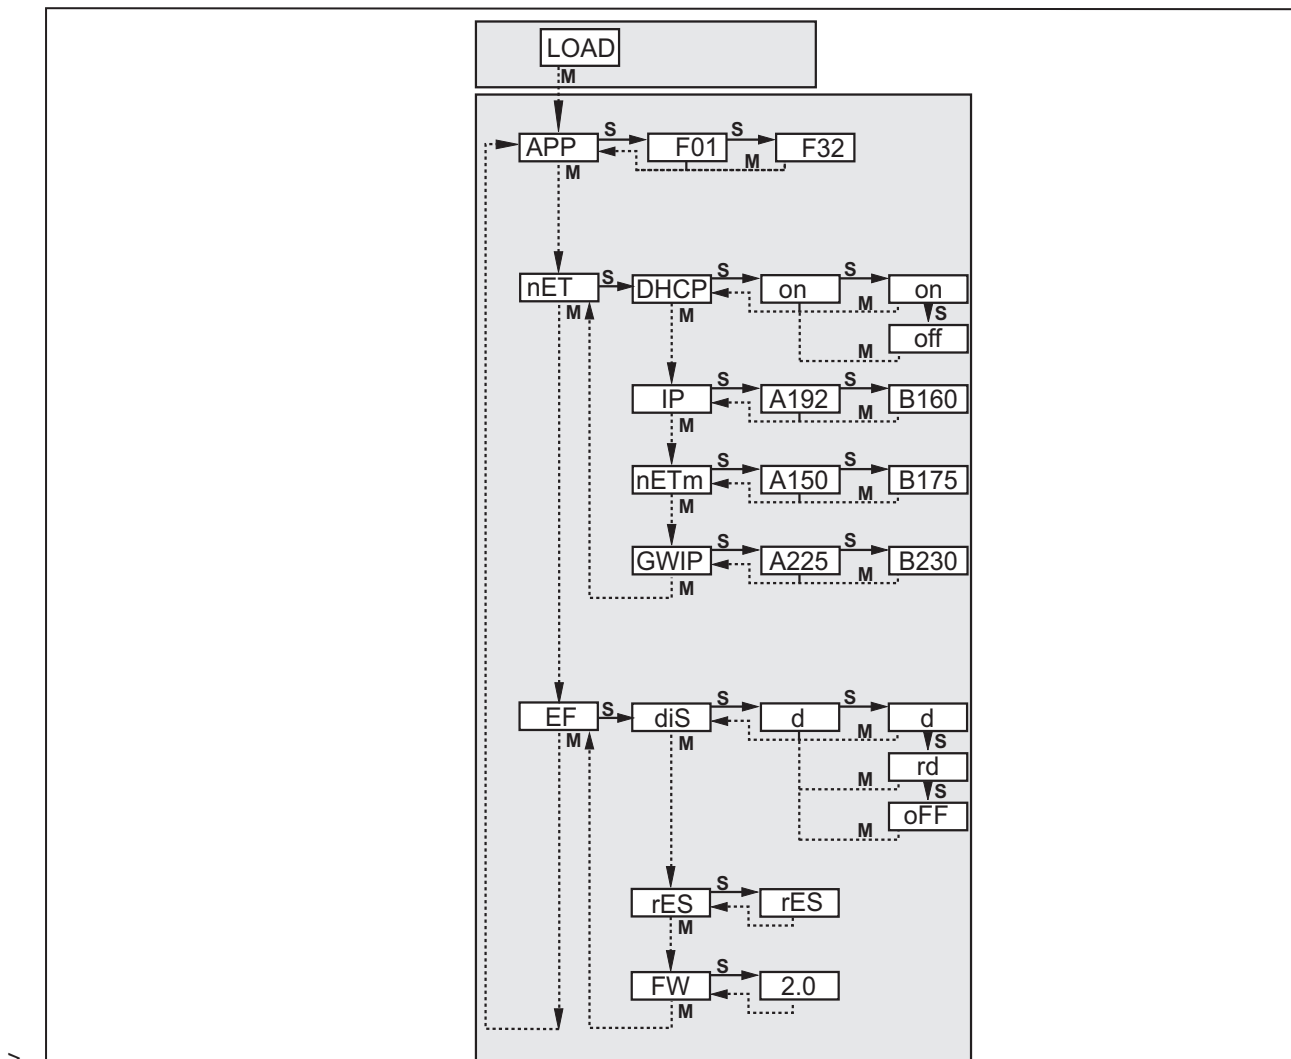 LOAD
M
APP S F01 S F32
M M
nET S DHCP S on S on
M M M S
off
M
IP S A192 S B160
M M
nETm S A150 S B175
M M
GWIP S A225 S B230
M M
EF S diS S d S d
M M M S
rd
M S
oFF
M
rES S rES
M
FW S 2.0
M